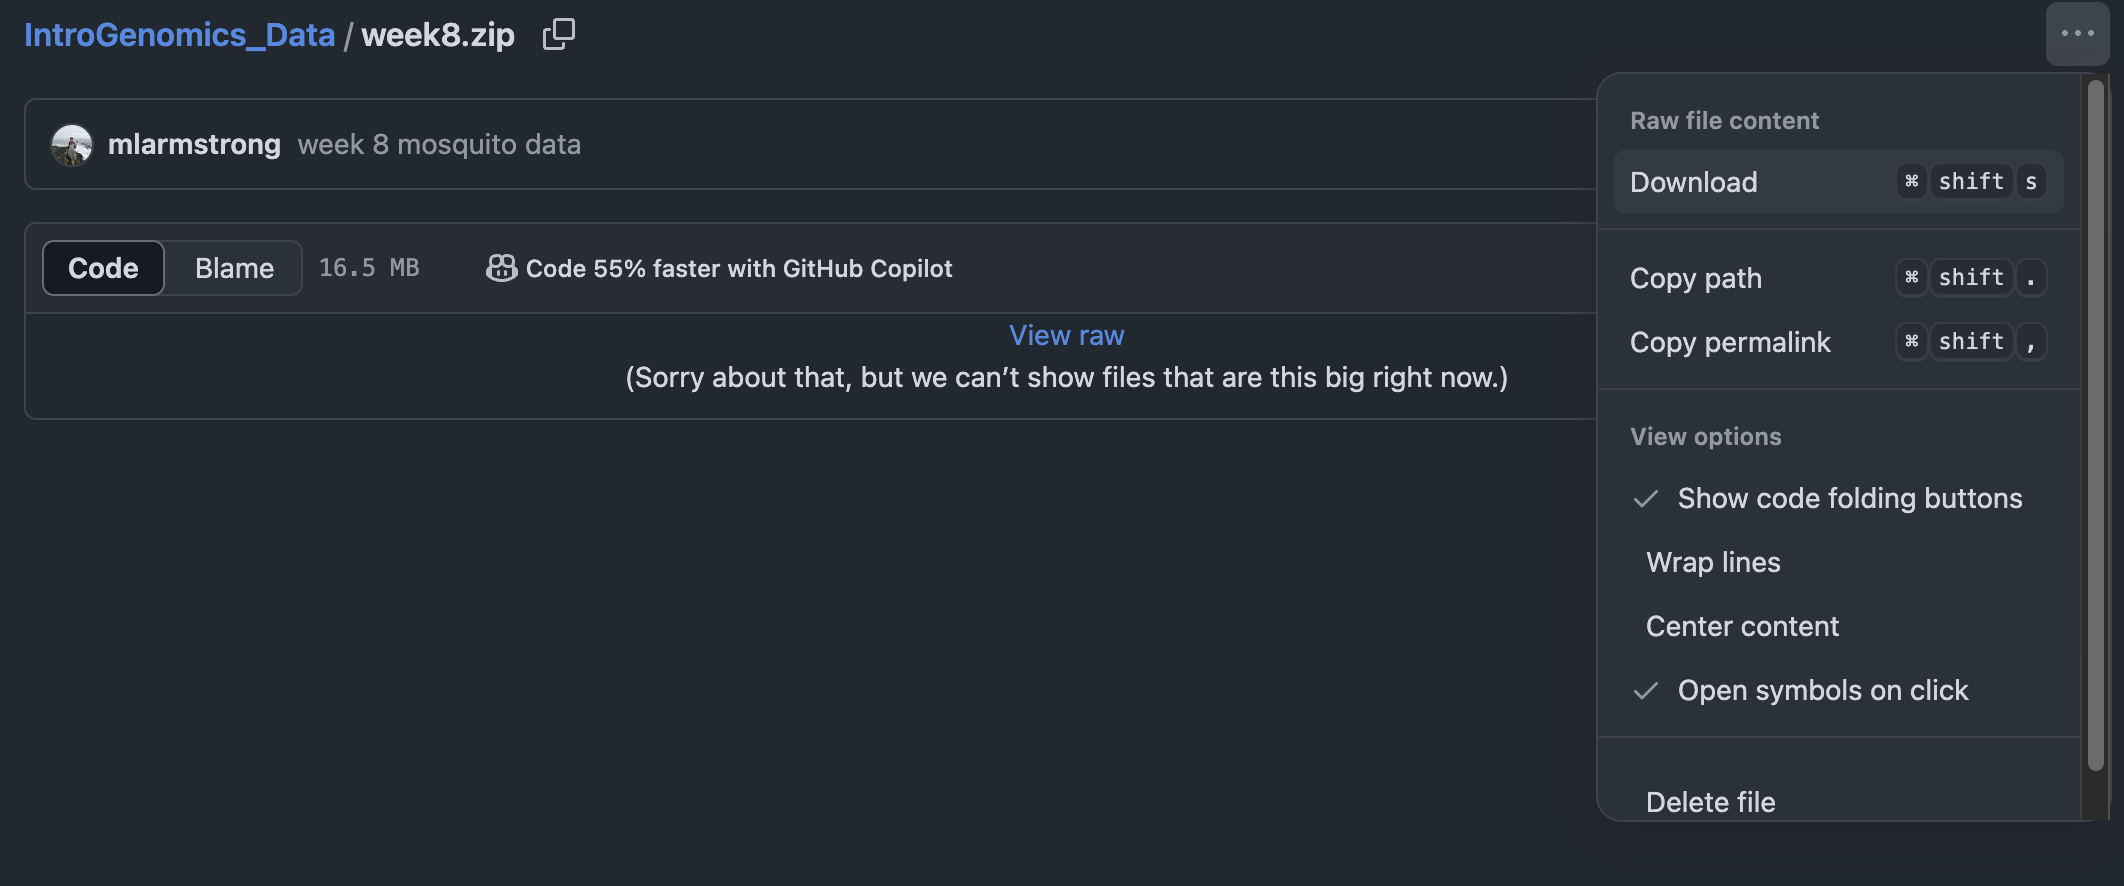 IntroGenomics_Data / week8.zip
mlarmstrong week 8 mosquito data
Code Blame 16.5 MB Code 55% faster with GitHub Copilot
View raw
(Sorry about that, but we can’t show files that are this big right now.)
Raw file content
Download ⌘ shift s
Copy path ⌘ shift .
Copy permalink ⌘ shift ,
View options
Show code folding buttons
Wrap lines
Center content
Open symbols on click
Delete file